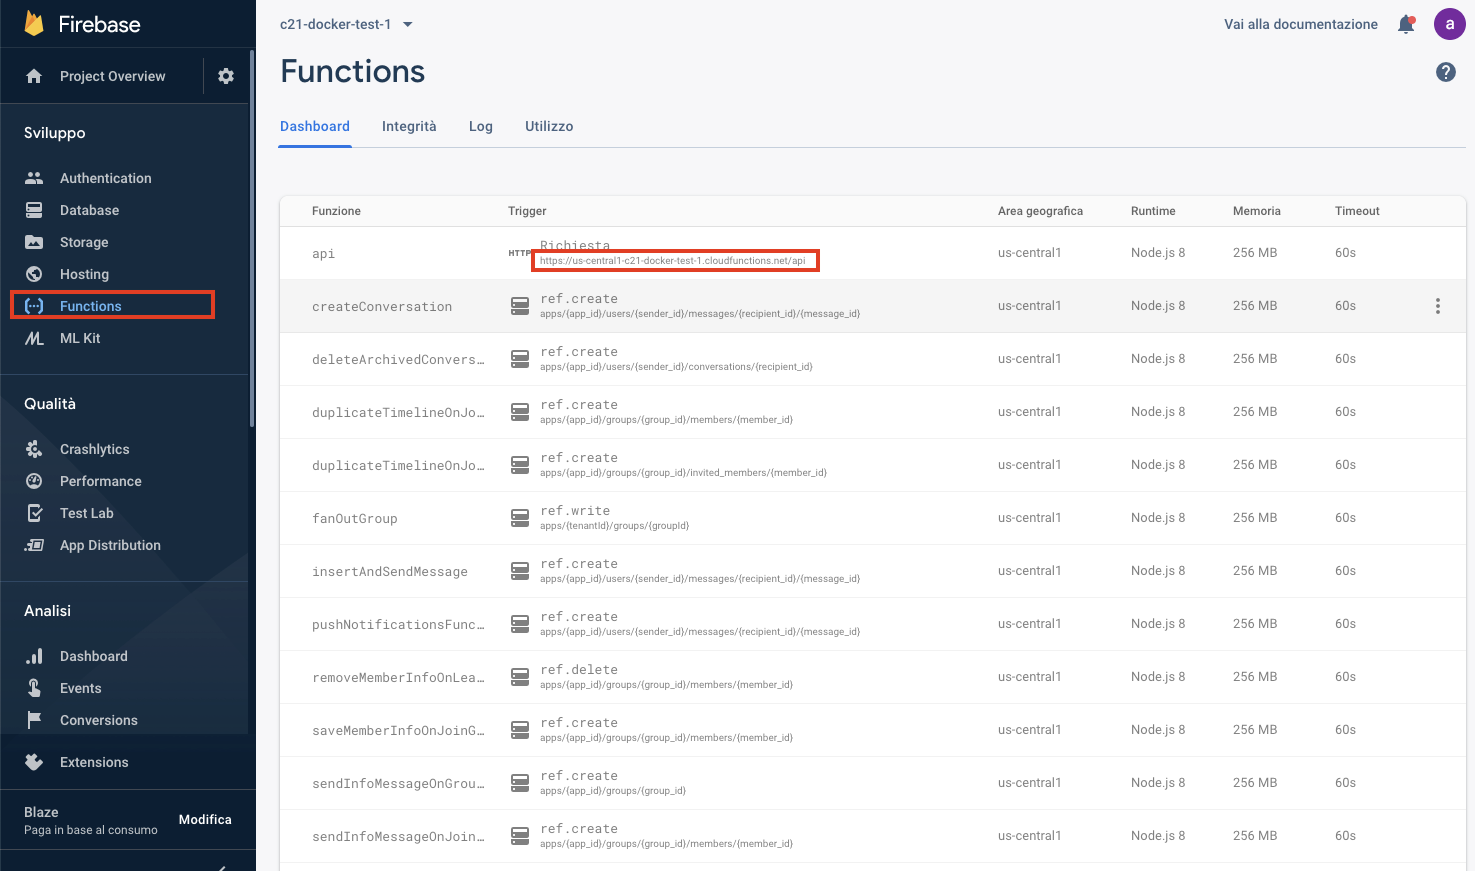 Firebase
c21-docker-test-1
Vai alla documentazione
a
Project Overview
Functions
?
Sviluppo
Authentication
Database
Storage
Hosting
Functions
ML Kit
Qualità
Crashlytics
Performance
Test Lab
App Distribution
Analisi
Dashboard
Events
Conversions
Extensions
Blaze
Paga in base al consumo
Modifica
Dashboard Integrità Log Utilizzo
Funzione Trigger Area geografica Runtime Memoria Timeout
api HTTP Richiesta us-central1 Node.js 8 256 MB 60s
https://us-central1-c21-docker-test-1.cloudfunctions.net/api
createConversation ref.create us-central1 Node.js 8 256 MB 60s
apps/{app_id}/users/{sender_id}/messages/{recipient_id}/{message_id}
deleteArchivedConvers… ref.create us-central1 Node.js 8 256 MB 60s
apps/{app_id}/users/{sender_id}/conversations/{recipient_id}
duplicateTimelineOnJo… ref.create us-central1 Node.js 8 256 MB 60s
apps/{app_id}/groups/{group_id}/members/{member_id}
duplicateTimelineOnJo… ref.create us-central1 Node.js 8 256 MB 60s
apps/{app_id}/groups/{group_id}/invited_members/{member_id}
fanOutGroup ref.write us-central1 Node.js 8 256 MB 60s
apps/{tenantId}/groups/{groupId}
insertAndSendMessage ref.create us-central1 Node.js 8 256 MB 60s
apps/{app_id}/users/{sender_id}/messages/{recipient_id}/{message_id}
pushNotificationsFunc… ref.create us-central1 Node.js 8 256 MB 60s
apps/{app_id}/users/{sender_id}/messages/{recipient_id}/{message_id}
removeMemberInfoOnLea… ref.delete us-central1 Node.js 8 256 MB 60s
apps/{app_id}/groups/{group_id}/members/{member_id}
saveMemberInfoOnJoinG… ref.create us-central1 Node.js 8 256 MB 60s
apps/{app_id}/groups/{group_id}/members/{member_id}
sendInfoMessageOnGrou… ref.create us-central1 Node.js 8 256 MB 60s
apps/{app_id}/groups/{group_id}
sendInfoMessageOnJoin… ref.create us-central1 Node.js 8 256 MB 60s
apps/{app_id}/groups/{group_id}/members/{member_id}